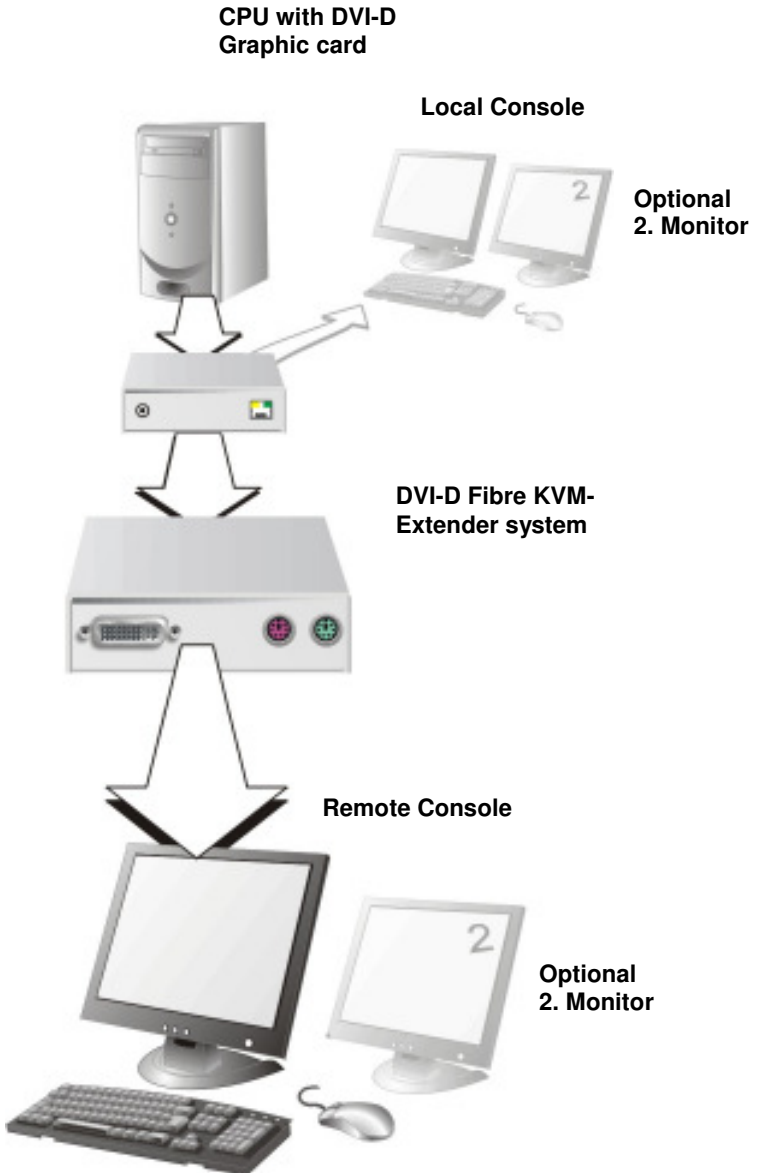 CPU with DVI-D
Graphic card
Local Console
2
Optional
2. Monitor
DVI-D Fibre KVM-
Extender system
Remote Console
2
Optional
2. Monitor